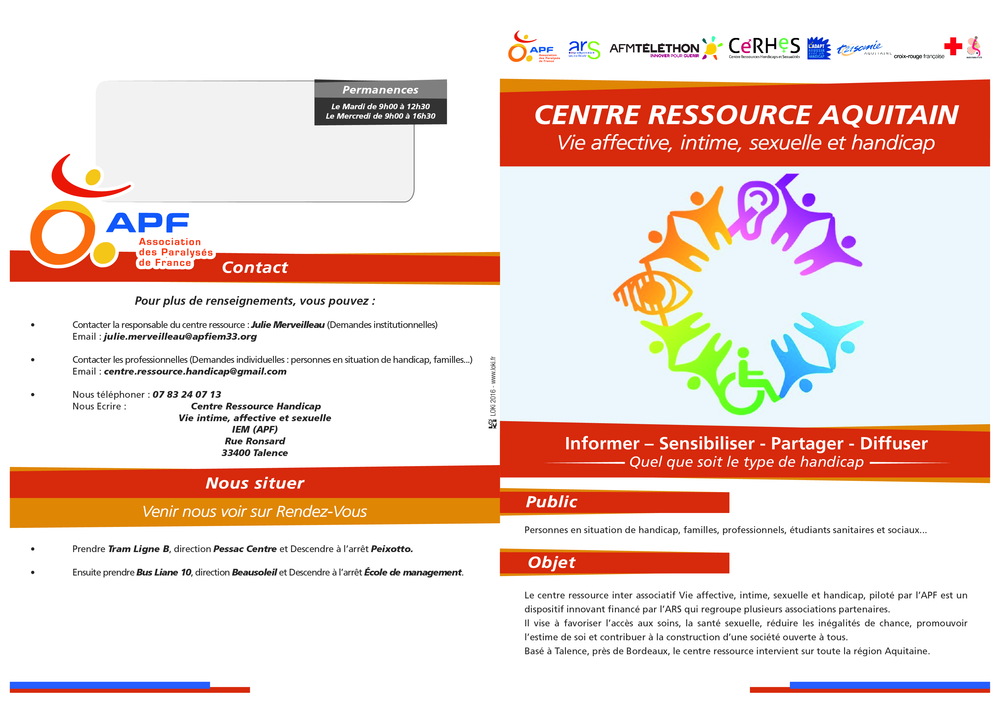 Permanences
Le Mardi de 9h00 à 12h30
Le Mercredi de 9h00 à 16h30
APF
Association
des Paralysés
de France
Contact
Pour plus de renseignements, vous pouvez :
• Contacter la responsable du centre ressource : Julie Merveilleau (Demandes institutionnelles)
Email : julie.merveilleau@apfiem33.org
• Contacter les professionnelles (Demandes individuelles : personnes en situation de handicap, familles...)
Email : centre.ressource.handicap@gmail.com
• Nous téléphoner : 07 83 24 07 13
Nous Ecrire : Centre Ressource Handicap
Vie intime, affective et sexuelle
IEM (APF)
Rue Ronsard
33400 Talence
Nous situer
Venir nous voir sur Rendez-Vous
• Prendre Tram Ligne B, direction Pessac Centre et Descendre à l’arrêt Peixotto.
• Ensuite prendre Bus Liane 10, direction Beausoleil et Descendre à l’arrêt École de management.
LOKi 2016 - www.loki.fr
APF
Association
des Paralysés
de France
ars
AFMTÉLÉTHON
INNOVER POUR GUÉRIR
CeRHeS
Centre Ressources Handicaps et Sexualités
L'ADAPT
RÉUSSIR
avec un
HANDICAP
trisomie
AQUITAINE
croix-rouge française
CENTRE RESSOURCE AQUITAIN
Vie affective, intime, sexuelle et handicap
Informer – Sensibiliser - Partager - Diffuser
Quel que soit le type de handicap
Public
Personnes en situation de handicap, familles, professionnels, étudiants sanitaires et sociaux...
Objet
Le centre ressource inter associatif Vie affective, intime, sexuelle et handicap, piloté par l’APF est un
dispositif innovant financé par l’ARS qui regroupe plusieurs associations partenaires.
Il vise à favoriser l’accès aux soins, la santé sexuelle, réduire les inégalités de chance, promouvoir
l’estime de soi et contribuer à la construction d’une société ouverte à tous.
Basé à Talence, près de Bordeaux, le centre ressource intervient sur toute la région Aquitaine.